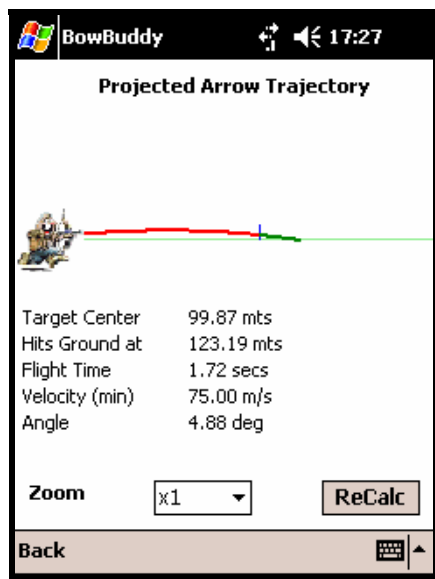 BowBuddy 17:27
Projected Arrow Trajectory
Target Center 99.87 mts
Hits Ground at 123.19 mts
Flight Time 1.72 secs
Velocity (min) 75.00 m/s
Angle 4.88 deg
Zoom x1 ReCalc
Back